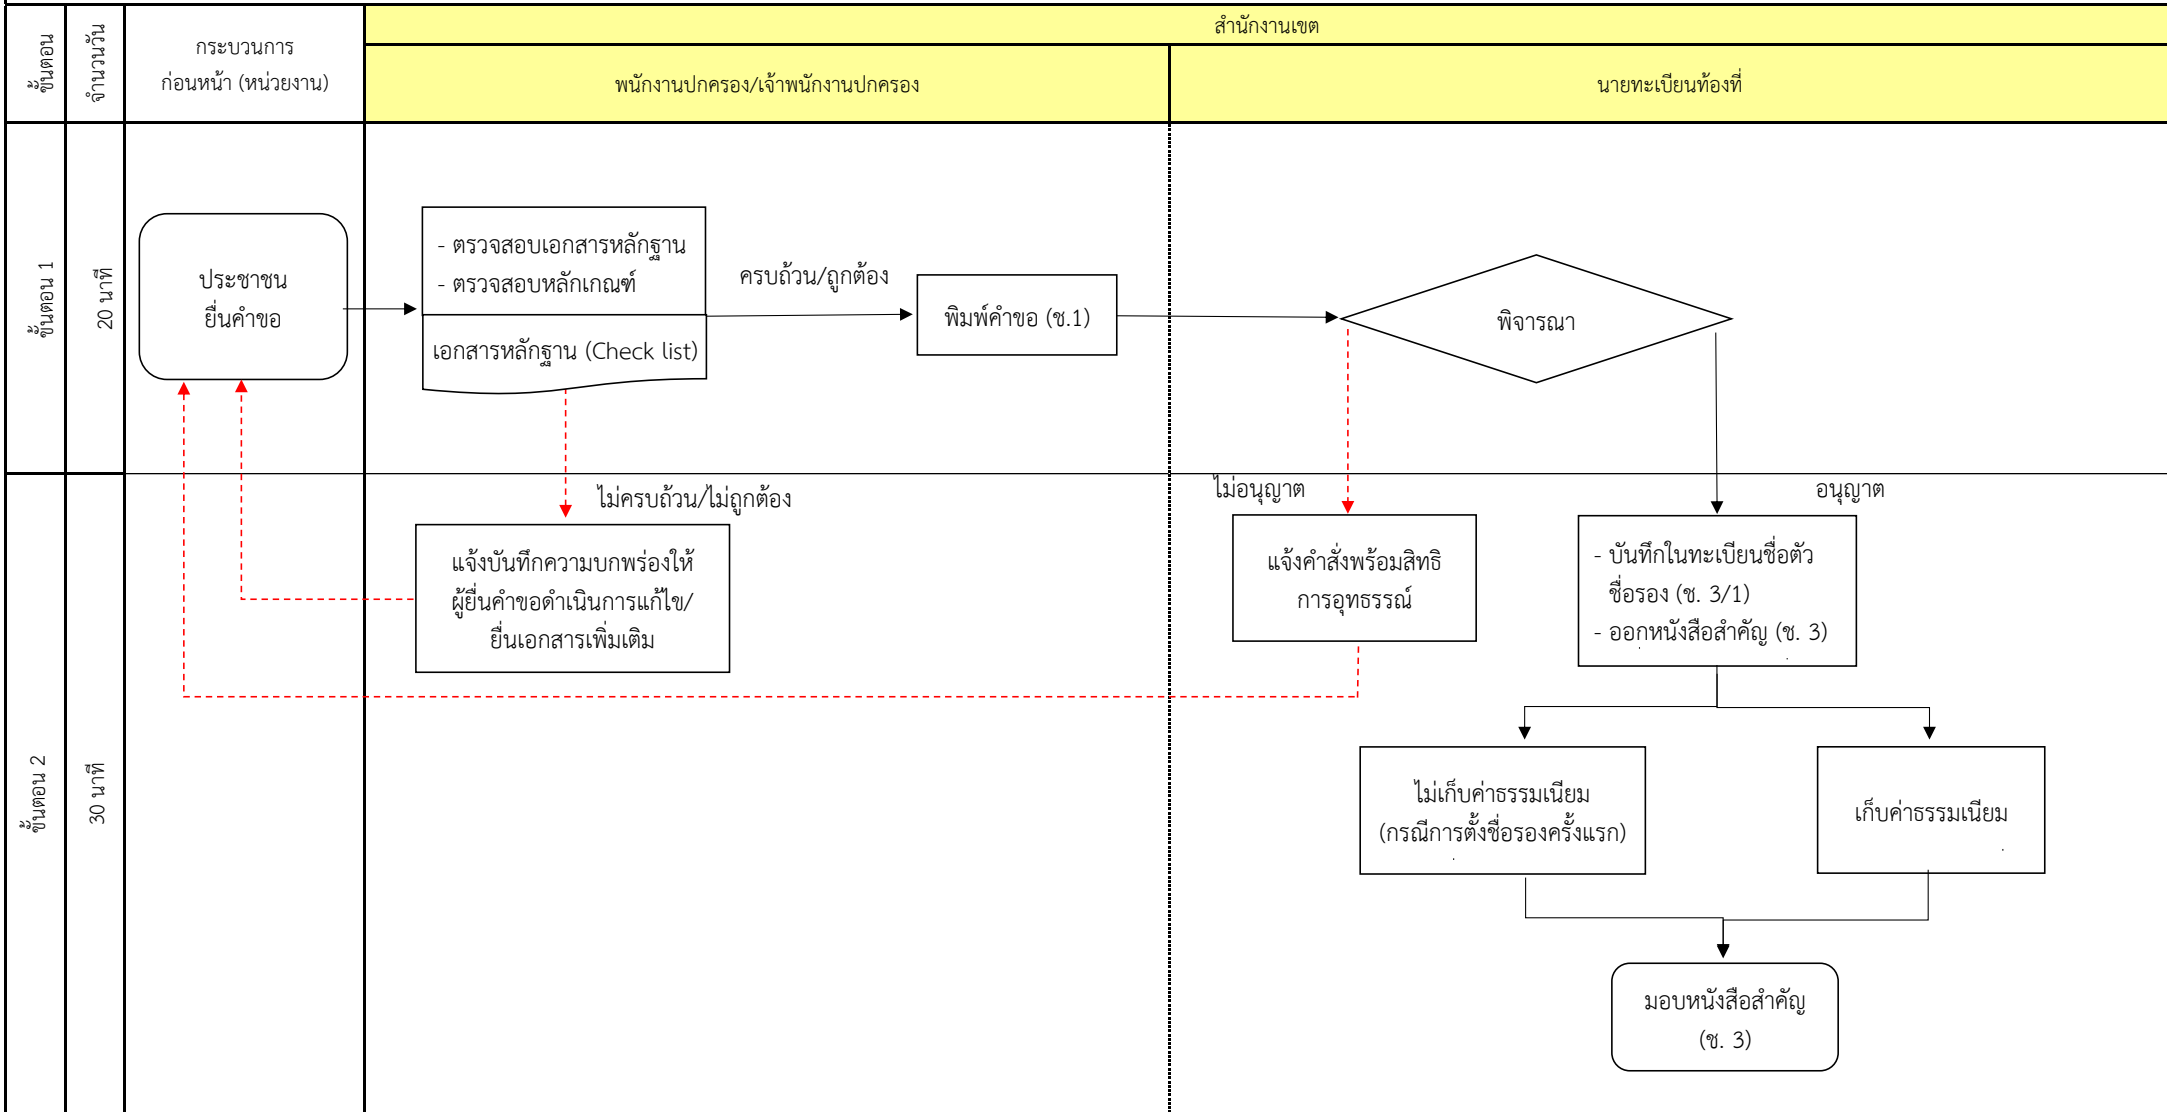 ขั้นตอน
จำนวนวัน
กระบวนการ
ก่อนหน้า (หน่วยงาน)
สำนักงานเขต
พนักงานปกครอง/เจ้าพนักงานปกครอง
นายทะเบียนท้องที่
ขั้นตอน 1
20 นาที
ประชาชน
ยื่นคำขอ
- ตรวจสอบเอกสารหลักฐาน
- ตรวจสอบหลักเกณฑ์
เอกสารหลักฐาน (Check list)
ครบถ้วน/ถูกต้อง
พิมพ์คำขอ (ช.1)
พิจารณา
ขั้นตอน 2
30 นาที
ไม่ครบถ้วน/ไม่ถูกต้อง
ไม่อนุญาต
อนุญาต
แจ้งบันทึกความบกพร่องให้
ผู้ยื่นคำขอดำเนินการแก้ไข/
ยื่นเอกสารเพิ่มเติม
แจ้งคำสั่งพร้อมสิทธิ
การอุทธรรณ์
- บันทึกในทะเบียนชื่อตัว
ชื่อรอง (ช. 3/1)
- ออกหนังสือสำคัญ (ช. 3)
ไม่เก็บค่าธรรมเนียม
(กรณีการตั้งชื่อรองครั้งแรก)
เก็บค่าธรรมเนียม
มอบหนังสือสำคัญ
(ช. 3)